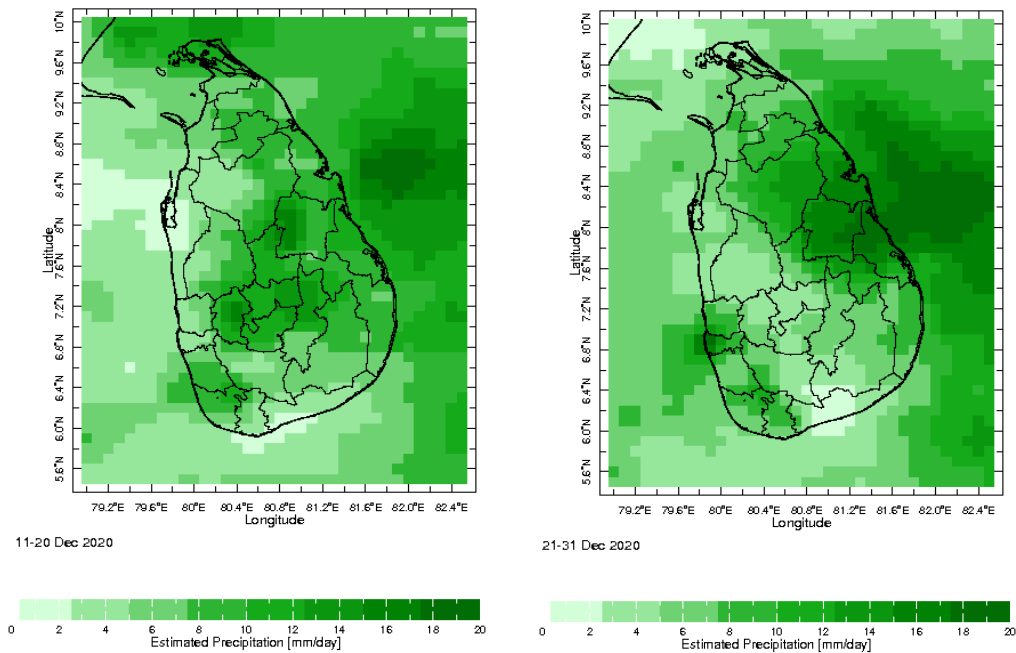 10°N
9.6°N
9.2°N
8.8°N
8.4°N
8°N
7.6°N
7.2°N
6.8°N
6.4°N
6.0°N
5.6°N
Latitude
79.2°E 79.6°E 80°E 80.4°E 80.8°E 81.2°E 81.6°E 82.0°E 82.4°E
Longitude
11-20 Dec 2020
0 2 4 6 8 10 12 14 16 18 20
Estimated Precipitation [mm/day]
10°N
9.6°N
9.2°N
8.8°N
8.4°N
8°N
7.6°N
7.2°N
6.8°N
6.4°N
6.0°N
5.6°N
Latitude
79.2°E 79.6°E 80°E 80.4°E 80.8°E 81.2°E 81.6°E 82.0°E 82.4°E
Longitude
21-31 Dec 2020
0 2 4 6 8 10 12 14 16 18 20
Estimated Precipitation [mm/day]